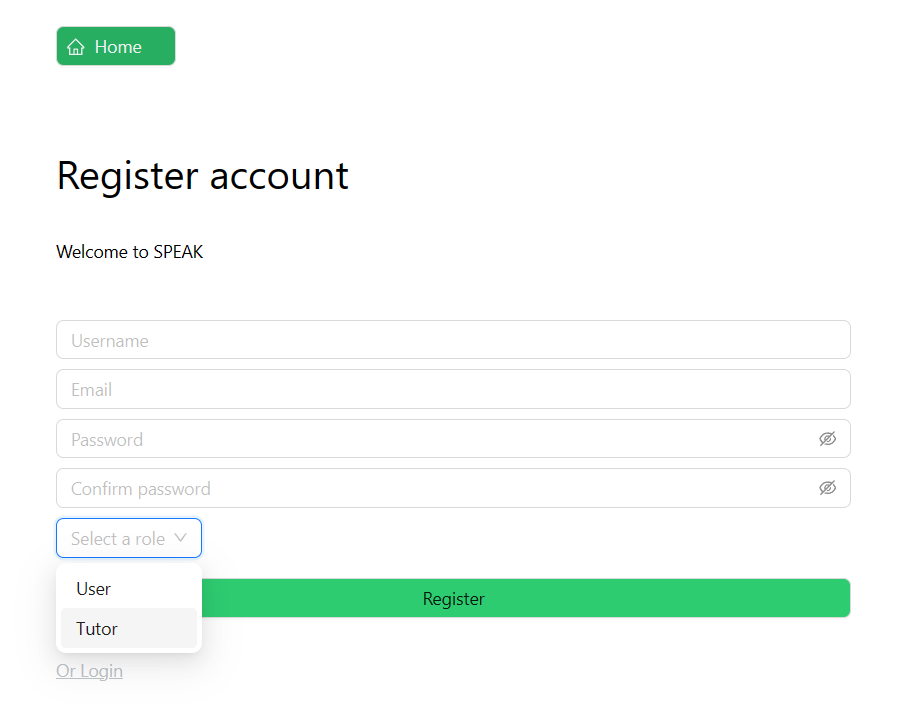 Home
Register account
Welcome to SPEAK
Username
Email
Password
Confirm password
Select a role
User
Register
Tutor
Or Login